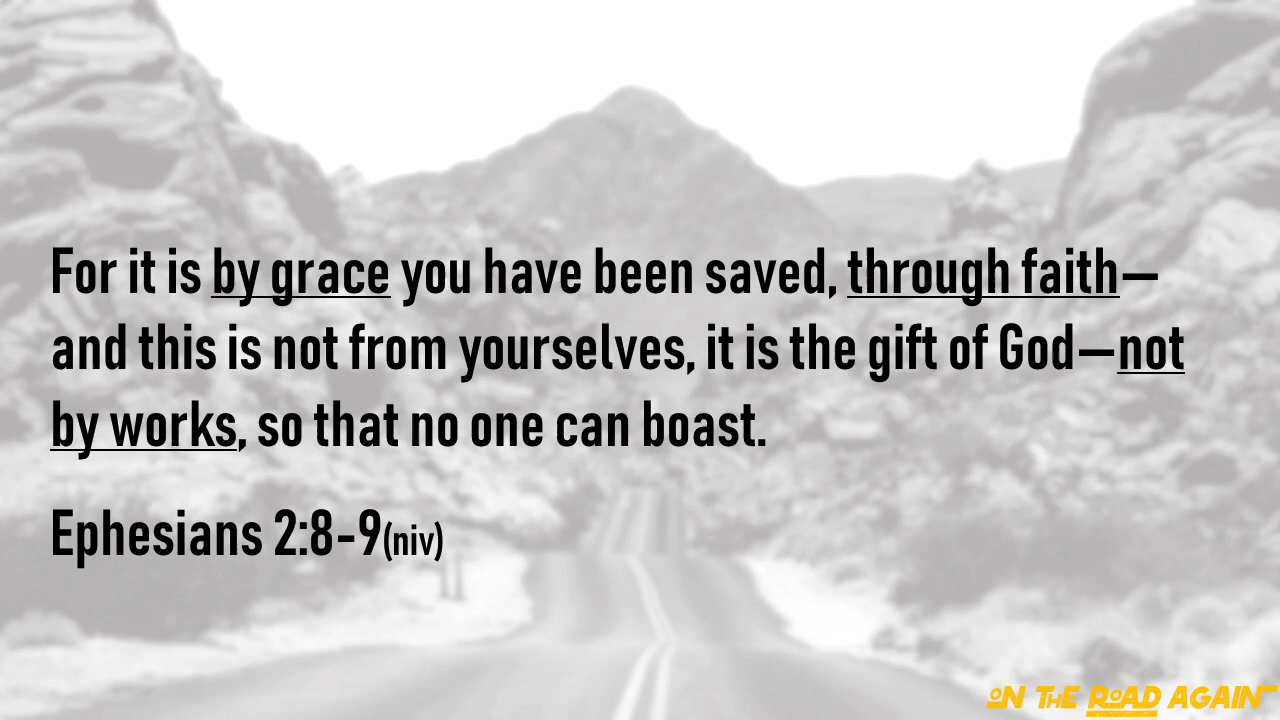 For it is by grace you have been saved, through faith—
and this is not from yourselves, it is the gift of God—not
by works, so that no one can boast.
Ephesians 2:8-9(niv)
ON THE ROAD AGAIN